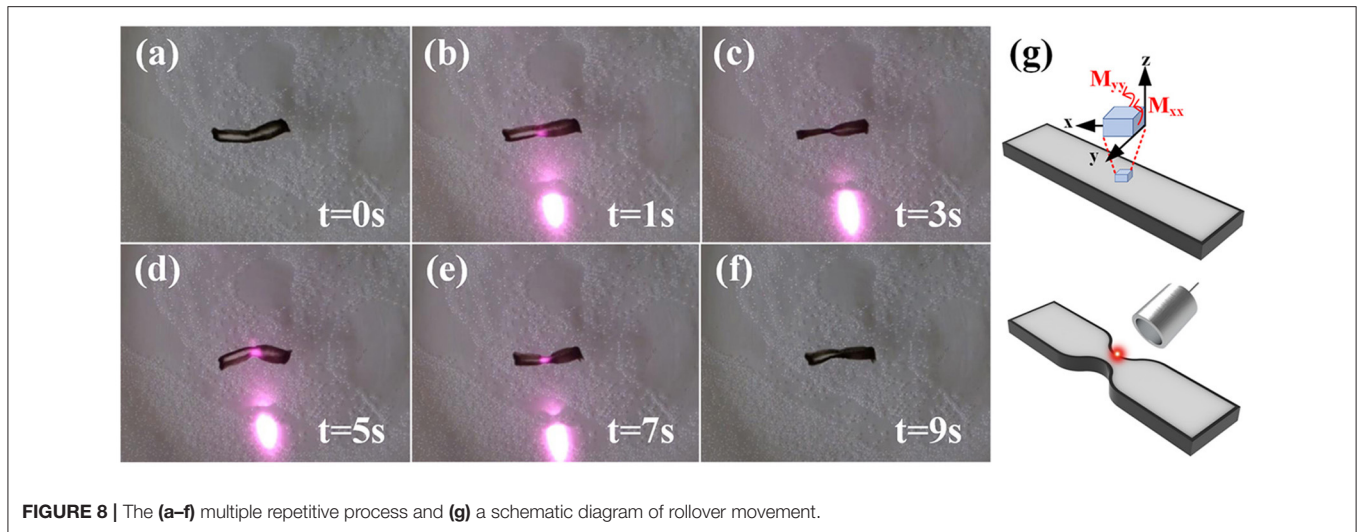 (a)
t=0s
(b)
t=1s
(c)
t=3s
(d)
t=5s
(e)
t=7s
(f)
t=9s
(g)
z
Myy
Mxx
x
y
FIGURE 8 | The (a–f) multiple repetitive process and (g) a schematic diagram of rollover movement.